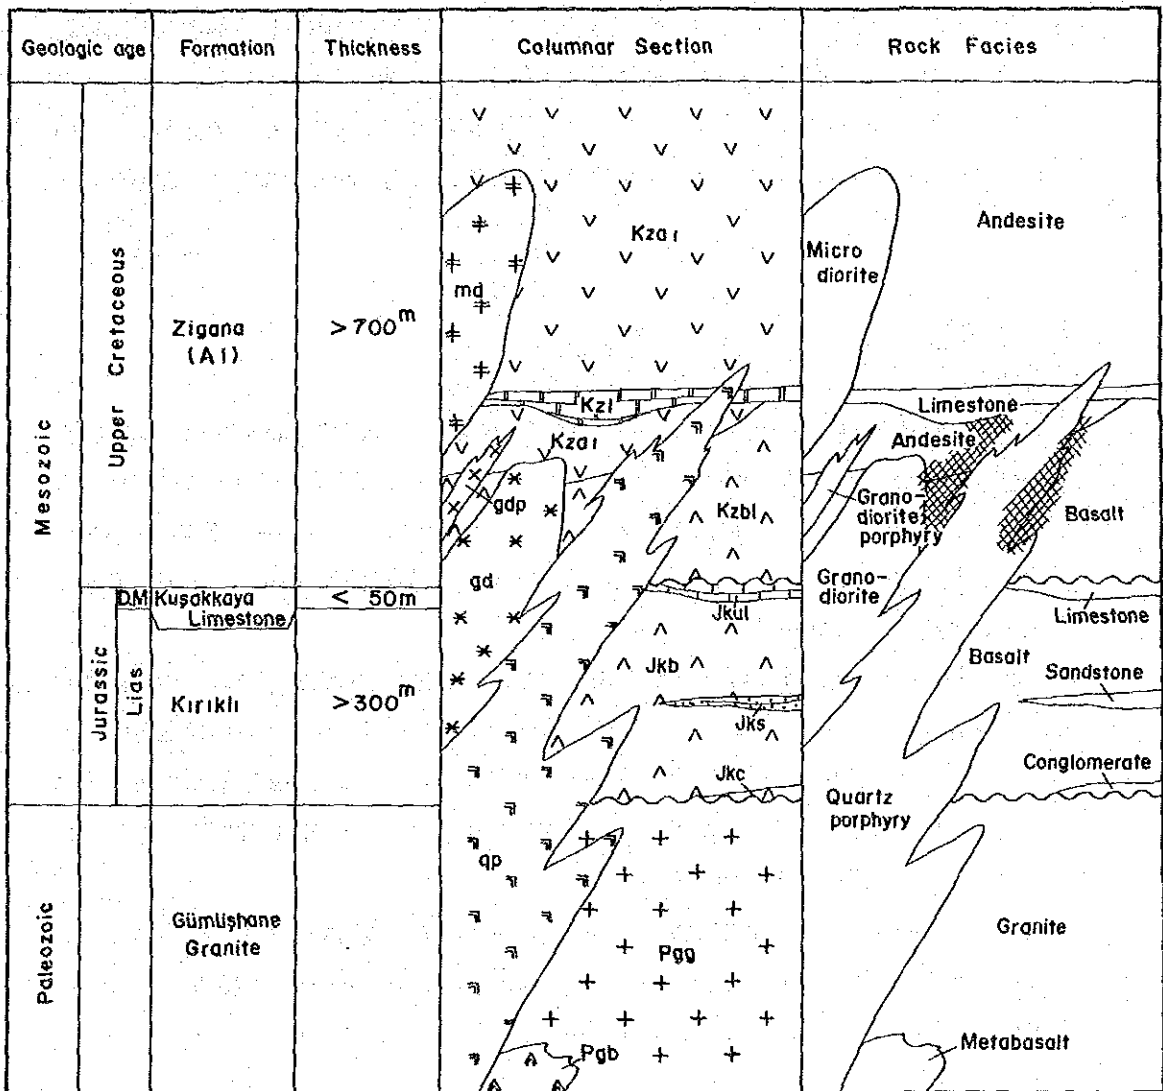 Geologic age
Formation
Thickness
Columnar Section
Rock Facies
Mesozoic
Upper Cretaceous
Zigana
(A1)
>700m
Kza1
md
Kzl
Kza1
gdp
Kzbl
gd
Andesite
Micro
diorite
Limestone
Andesite
Grano-
diorite
porphyry
Basalt
Grano-
diorite
Jurassic
D.M
Kuşakkaya
Limestone
< 50m
Jkul
Limestone
Lias
Kırıklı
>300m
Jkb
Jks
Jkc
Basalt
Sandstone
Conglomerate
Quartz
porphyry
Paleozoic
Gümüşhane
Granite
qp
Pgg
Pgb
Granite
Metabasalt